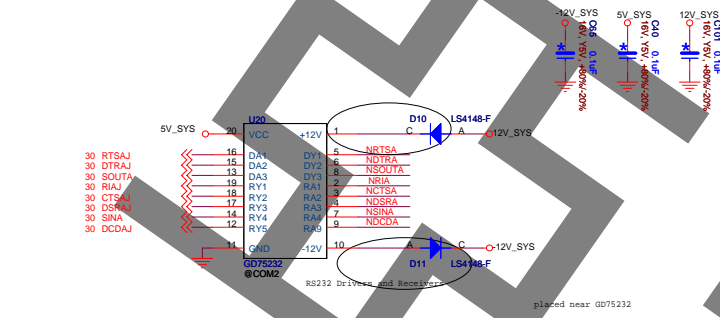 -12V_SYS
5V_SYS
12V_SYS
16V, Y5V, +80%/-20%
0.1uF
16V, Y5V, +80%/-20%
C40 0.1uF
16V, Y5V, +80%/-20%
0.1uF
U20
D10 LS4148-F
5V_SYS 20 VCC +12V 1 C A 12V_SYS
30 RTSAJ 16 DA1 DY1 5 NRTSA
30 DTRAJ 15 DA2 DY2 6 NDTRA
30 SOUTA 13 DA3 DY3 8 NSOUTA
30 RIAJ 19 RY1 RA1 2 NRIA
30 CTSAJ 18 RY2 RA2 3 NCTSA
30 DSRAJ 17 RY3 RA3 4 NDSRA
30 SINA 14 RY4 RA4 7 NSINA
30 DCDAJ 12 RY5 RA9 9 NDCDA
11 GND -12V 10 A C -12V_SYS
GD75232 D11 LS4148-F
@COM2
RS232 Drivers and Receivers
placed near GD75232